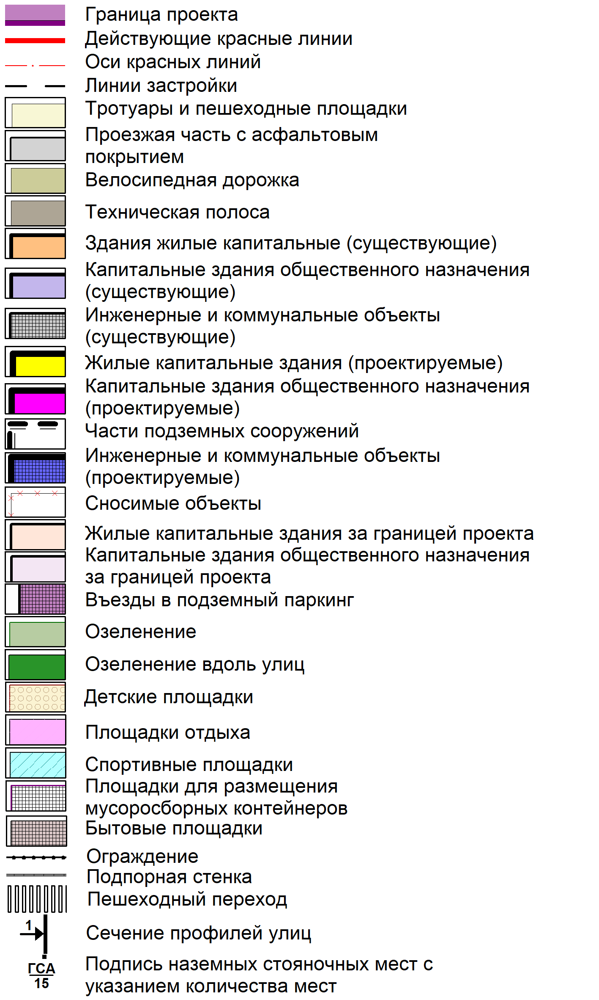 Граница проекта
Действующие красные линии
Оси красных линий
Линии застройки
Тротуары и пешеходные площадки
Проезжая часть с асфальтовым
покрытием
Велосипедная дорожка
Техническая полоса
Здания жилые капитальные (существующие)
Капитальные здания общественного назначения
(существующие)
Инженерные и коммунальные объекты
(существующие)
Жилые капитальные здания (проектируемые)
Капитальные здания общественного назначения
(проектируемые)
Части подземных сооружений
Инженерные и коммунальные объекты
(проектируемые)
Сносимые объекты
Жилые капитальные здания за границей проекта
Капитальные здания общественного назначения
за границей проекта
Въезды в подземный паркинг
Озеленение
Озеленение вдоль улиц
Детские площадки
Площадки отдыха
Спортивные площадки
Площадки для размещения
мусоросборных контейнеров
Бытовые площадки
Ограждение
Подпорная стенка
Пешеходный переход
1
Сечение профилей улиц
ГСА
15
Подпись наземных стояночных мест с
указанием количества мест